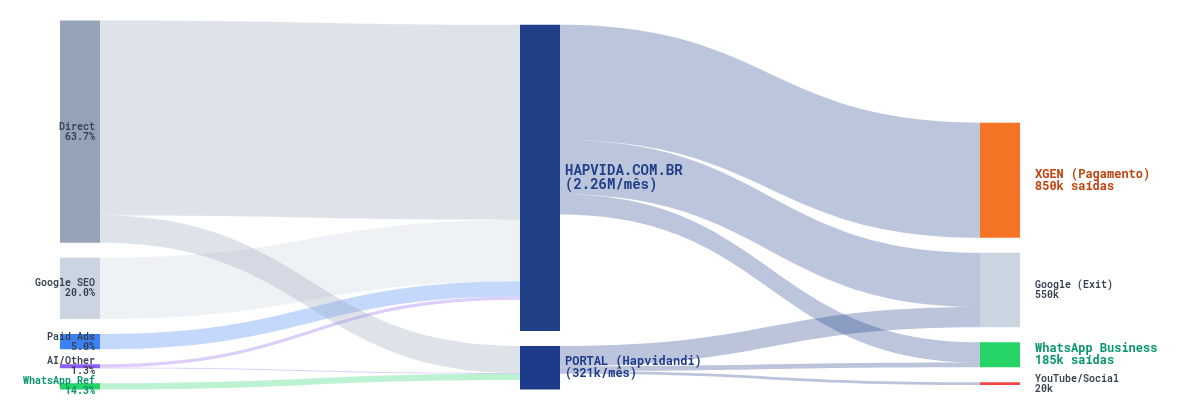 Direct
63.7%
Google SEO
20.0%
Paid Ads
5.0%
AI/Other
1.3%
WhatsApp Ref
14.3%
HAPVIDA.COM.BR
(2.26M/mês)
PORTAL (Hapvidandi)
(321k/mês)
XGEN (Pagamento)
850k saídas
Google (Exit)
550k
WhatsApp Business
185k saídas
YouTube/Social
20k